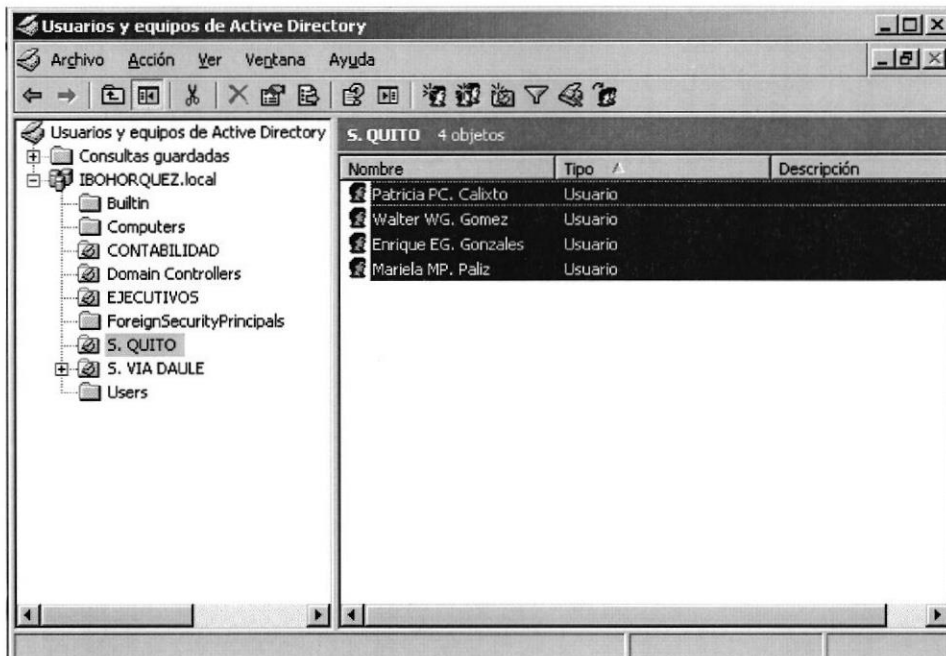 Usuarios y equipos de Active Directory
Archivo Acción Ver Ventana Ayuda
Usuarios y equipos de Active Directory
Consultas guardadas
IBOHORQUEZ.local
Builtin
Computers
CONTABILIDAD
Domain Controllers
EJECUTIVOS
ForeignSecurityPrincipals
S. QUITO
S. VIA DAULE
Users
S. QUITO 4 objetos
Nombre Tipo Descripción
Patricia PC. Calixto Usuario
Walter WG. Gomez Usuario
Enrique EG. Gonzales Usuario
Mariela MP. Paliz Usuario